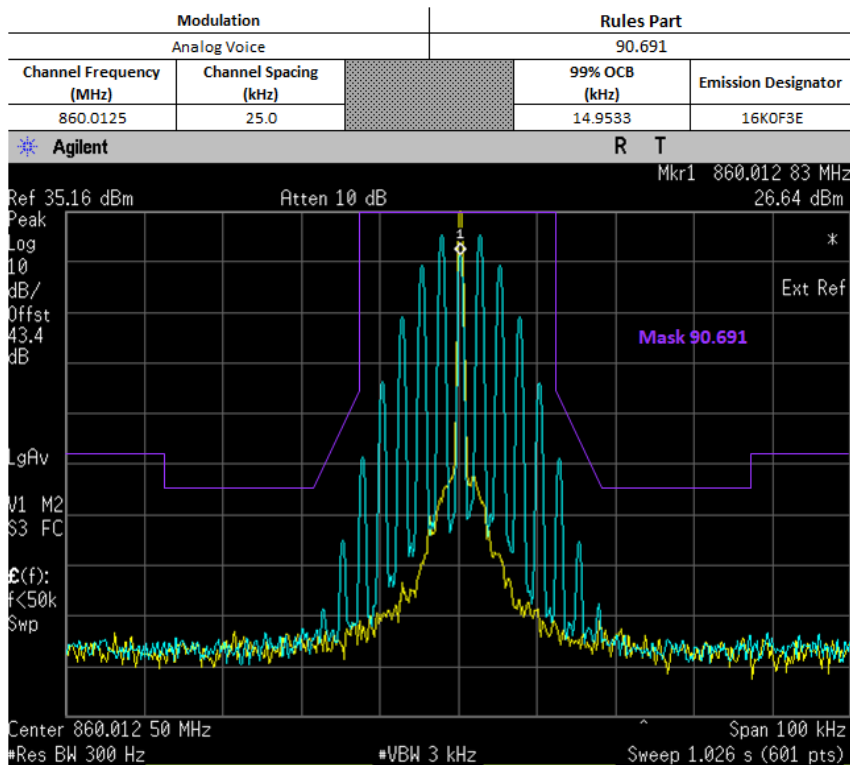 Modulation Rules Part
Analog Voice 90.691
Channel Frequency (MHz) Channel Spacing (kHz) 99% OCB (kHz) Emission Designator
860.0125 25.0 14.9533 16K0F3E
Agilent R T
Mkr1 860.012 83 MHz
Ref 35.16 dBm Atten 10 dB 26.64 dBm
Peak
Log
1
10
dB/ Ext Ref
Offst
43.4 Mask 90.691
dB
LgAv
V1 M2
S3 FC
£(f):
f<50k
Swp
Center 860.012 50 MHz ^ Span 100 kHz
#Res BW 300 Hz #VBW 3 kHz Sweep 1.026 s (601 pts)